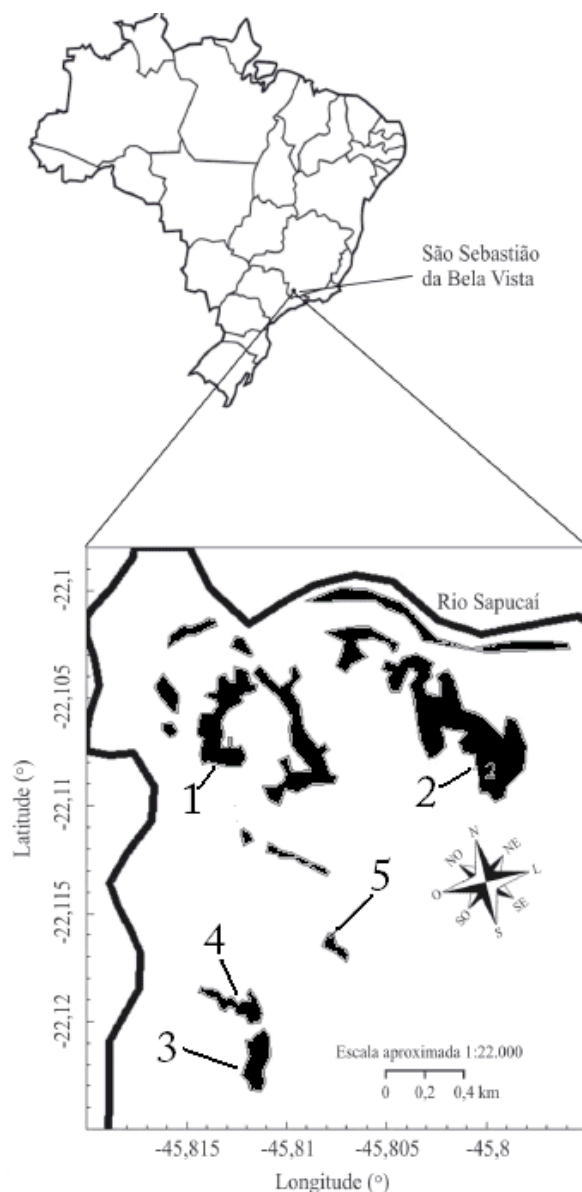 São Sebastião
da Bela Vista
Rio Sapucaí
-22,1
-22,105
-22,11
-22,115
-22,12
Latitude (°)
1
2
2
5
4
3
N
NE
L
SE
S
SO
O
NO
Escala aproximada 1:22.000
0 0,2 0,4 km
-45,815 -45,81 -45,805 -45,8
Longitude (°)